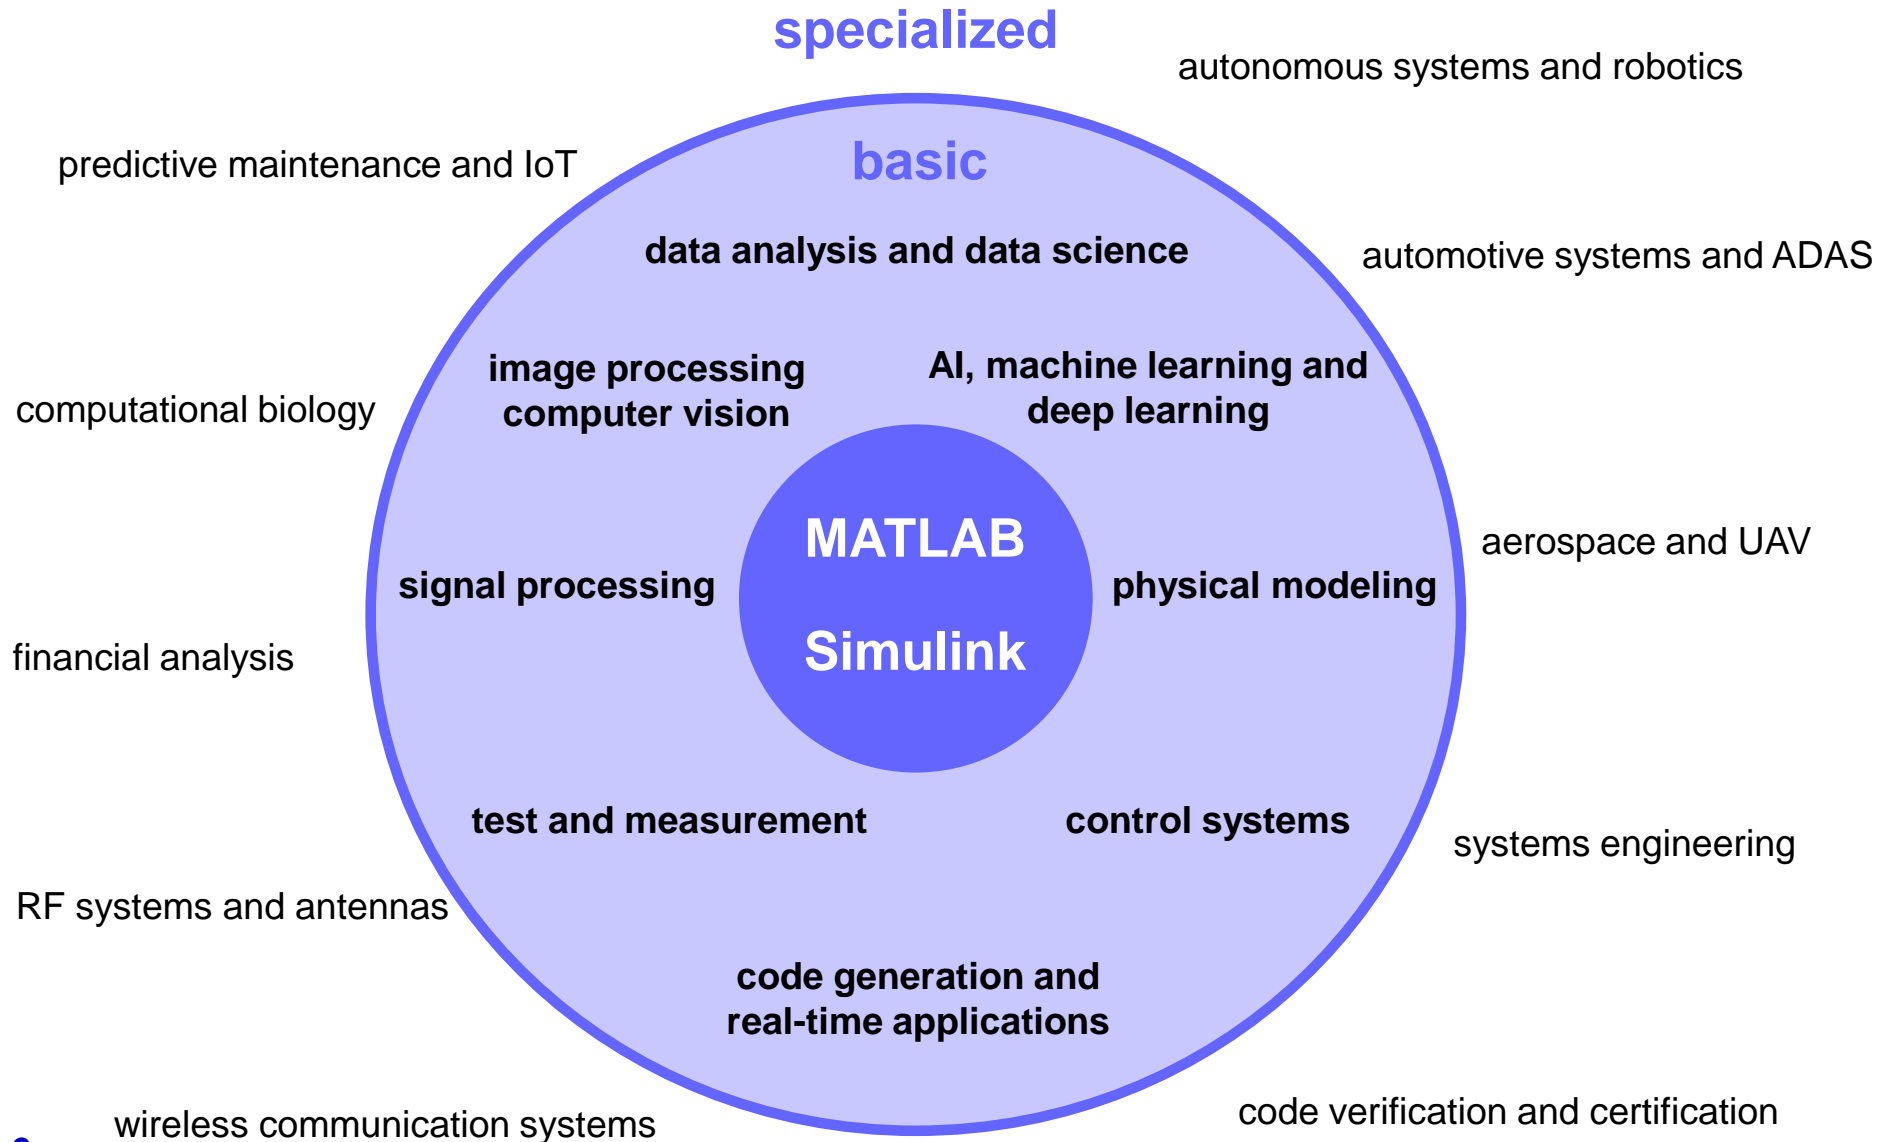 specialized
autonomous systems and robotics
predictive maintenance and IoT
basic
data analysis and data science
automotive systems and ADAS
image processing
computer vision
AI, machine learning and
deep learning
computational biology
MATLAB
Simulink
aerospace and UAV
signal processing
physical modeling
financial analysis
test and measurement
control systems
systems engineering
RF systems and antennas
code generation and
real-time applications
wireless communication systems
code verification and certification